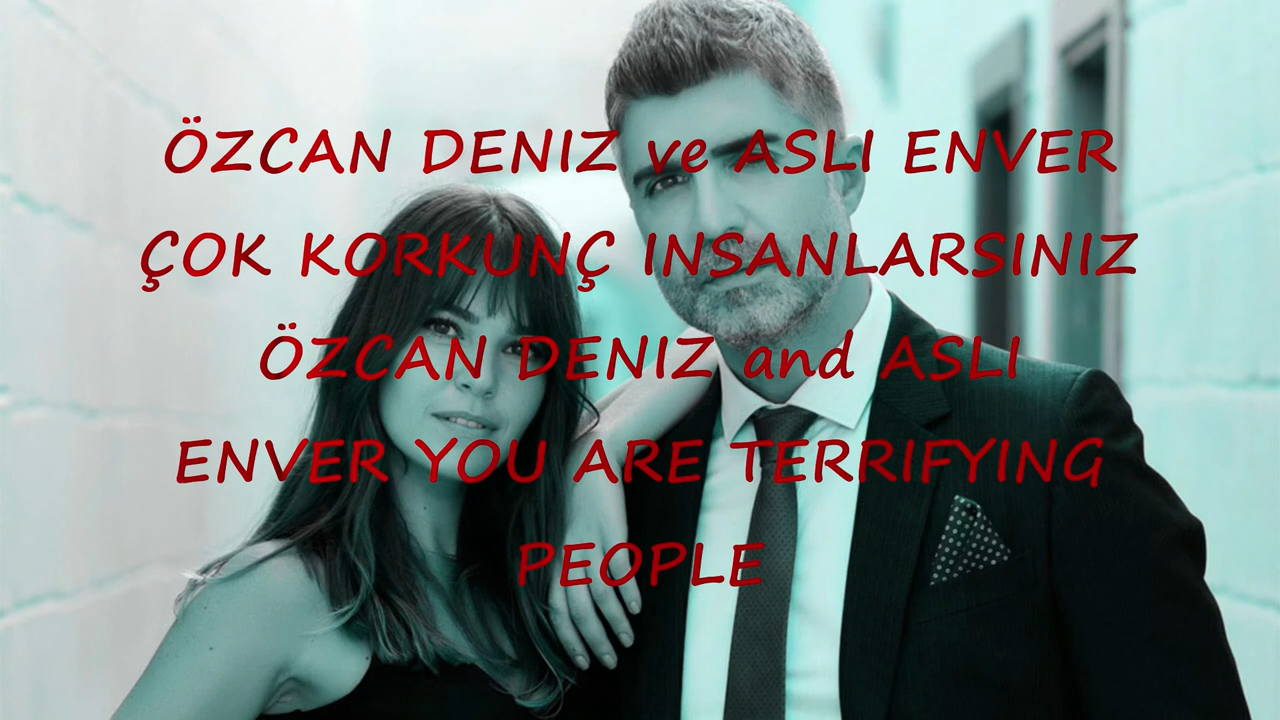 ÖZCAN DENIZ ve ASLI ENVER
ÇOK KORKUNÇ INSANLARSINIZ
ÖZCAN DENIZ and ASLI
ENVER YOU ARE TERRIFYING
PEOPLE